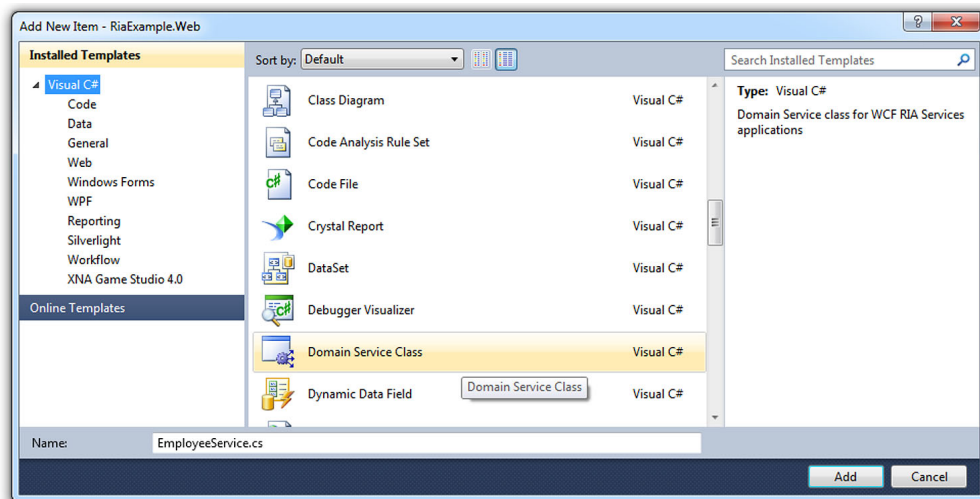 Add New Item - RiaExample.Web
Installed Templates
Visual C#
Code
Data
General
Web
Windows Forms
WPF
Reporting
Silverlight
Workflow
XNA Game Studio 4.0
Online Templates
Sort by: Default
Class Diagram Visual C#
Code Analysis Rule Set Visual C#
Code File Visual C#
Crystal Report Visual C#
DataSet Visual C#
Debugger Visualizer Visual C#
Domain Service Class Visual C#
Domain Service Class
Dynamic Data Field Visual C#
Search Installed Templates
Type: Visual C#
Domain Service class for WCF RIA Services
applications
Name: EmployeeService.cs
Add Cancel